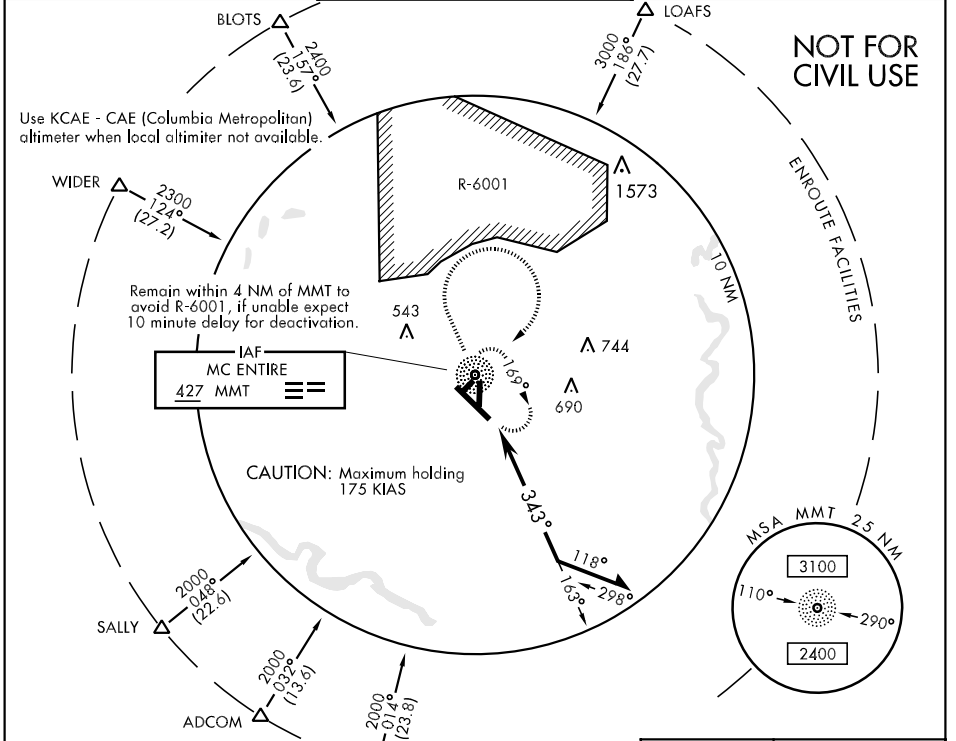 BLOTS
2400
157°
(23.6)
LOAFS
3000
186°
(27.7)
NOT FOR
CIVIL USE
Use KCAE - CAE (Columbia Metropolitan)
altimeter when local altimiter not available.
WIDER
2300
124°
(27.2)
R-6001
1573
ENROUTE FACILITIES
10 NM
Remain within 4 NM of MMT to
avoid R-6001, if unable expect
10 minute delay for deactivation.
543
744
690
IAF
MC ENTIRE
427 MMT
169°
CAUTION: Maximum holding
175 KIAS
343°
118°
298°
163°
MSA MMT 25 NM
3100
110°
290°
2400
SALLY
2000
048°
(22.6)
ADCOM
2000
032°
(13.6)
2000
014°
(23.8)